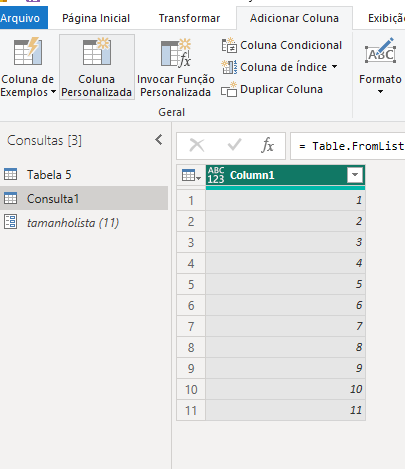 Arquivo Página Inicial Transformar Adicionar Coluna Exibição
Coluna de Exemplos
Coluna Personalizada
Invocar Função Personalizada
Coluna Condicional
Coluna de Índice
Duplicar Coluna
Formato
ABC
Geral
Consultas [3]
Tabela 5
Consulta1
tamanholista (11)
= Table.FromList
ABC
123
Column1
1 1
2 2
3 3
4 4
5 5
6 6
7 7
8 8
9 9
10 10
11 11